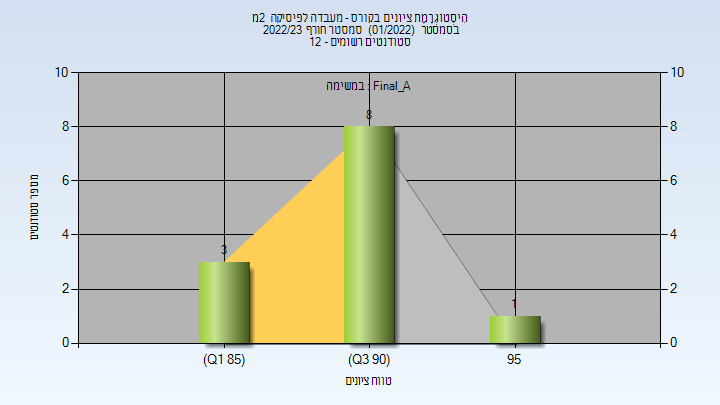 היסטוגרמת ציונים בקורס - מעבדה לפיסיקה 2מ
בסמסטר (01/2022) סמסטר חורף 2022/23
סטודנטים רשומים - 12
במשימה : Final_A
10
8
6
4
2
0
10
8
6
4
2
0
מספר סטודנטים
3
8
1
(Q1 85)
(Q3 90)
95
טווח ציונים